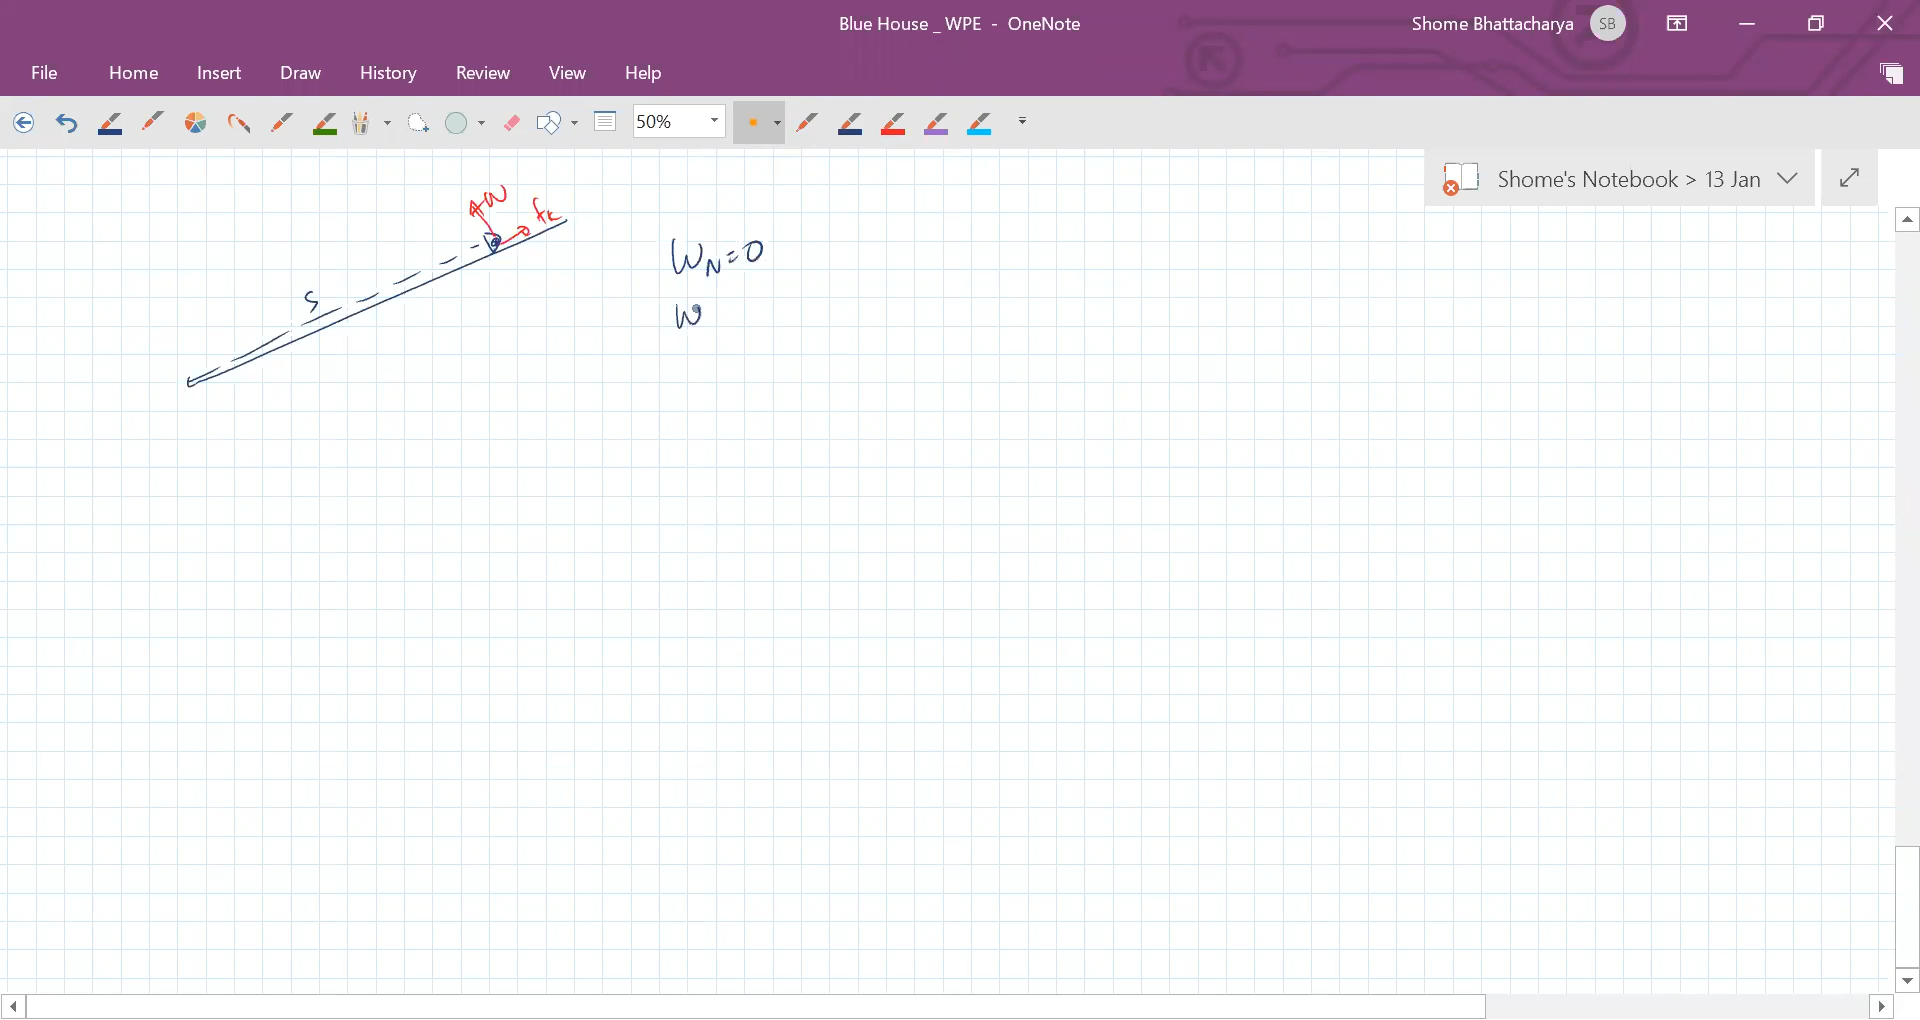 Blue House _ WPE - OneNote
Shome Bhattacharya SB
File Home Insert Draw History Review View Help
50%
Shome's Notebook > 13 Jan
N
fk
S
W_N = 0
W